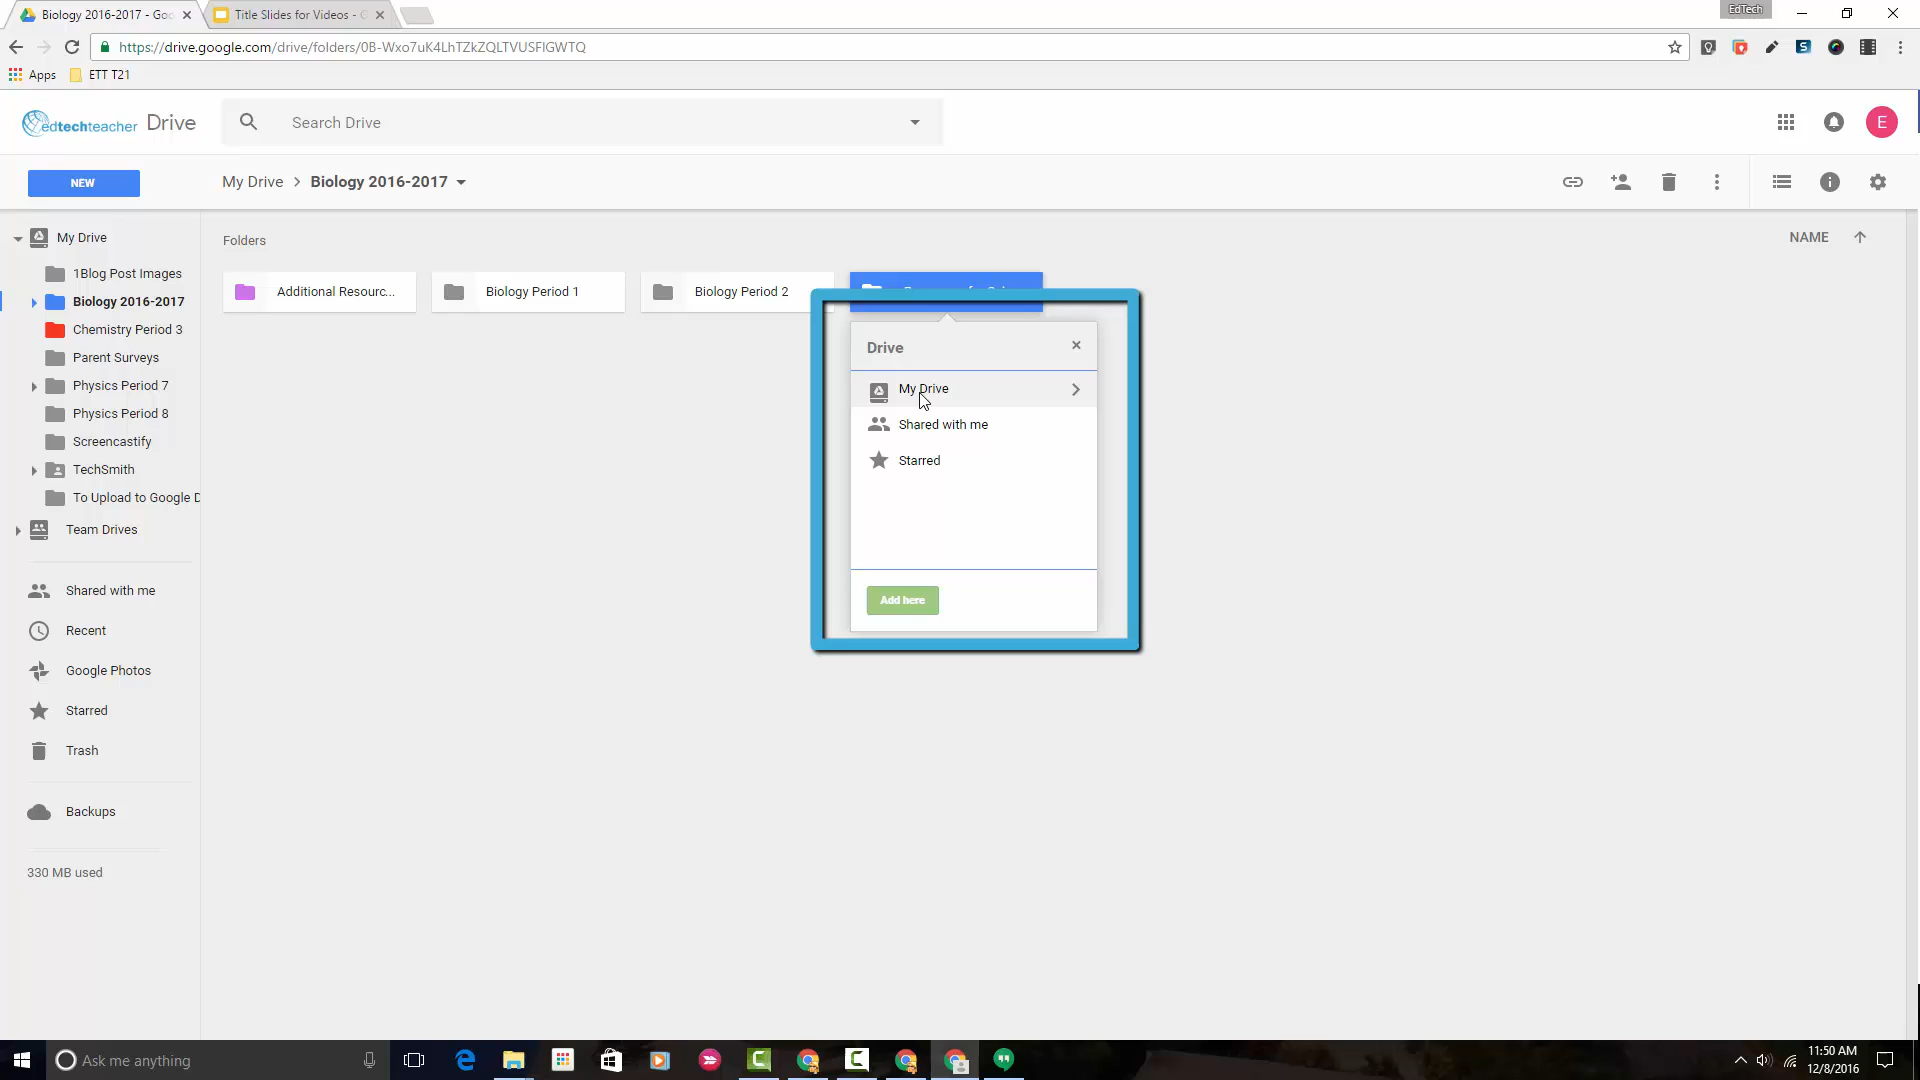 Biology 2016-2017 - Goo
Title Slides for Videos - G
EdTech
https://drive.google.com/drive/folders/0B-Wxo7uK4LhTZkZQLTVUSFlGWTQ
Apps
ETT T21
edtechteacher
Drive
Search Drive
E
NEW
My Drive > Biology 2016-2017
My Drive
1Blog Post Images
Biology 2016-2017
Chemistry Period 3
Parent Surveys
Physics Period 7
Physics Period 8
Screencastify
TechSmith
To Upload to Google D
Team Drives
Shared with me
Recent
Google Photos
Starred
Trash
Backups
330 MB used
Folders
NAME
Additional Resourc...
Biology Period 1
Biology Period 2
Drive
My Drive
Shared with me
Starred
Add here
Ask me anything
11:50 AM
12/8/2016